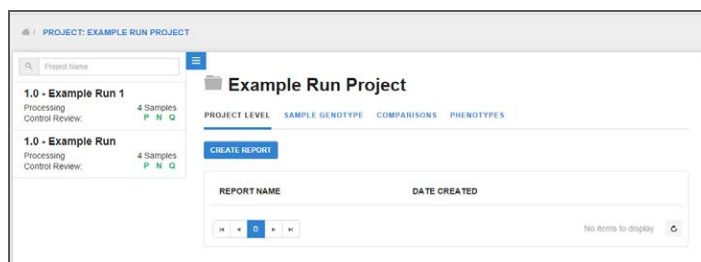 / PROJECT: EXAMPLE RUN PROJECT
Project Name
1.0 - Example Run 1
Processing 4 Samples
Control Review: P N Q
1.0 - Example Run
Processing 4 Samples
Control Review: P N Q
Example Run Project
PROJECT LEVEL SAMPLE GENOTYPE COMPARISONS PHENOTYPES
CREATE REPORT
REPORT NAME DATE CREATED
0 No items to display